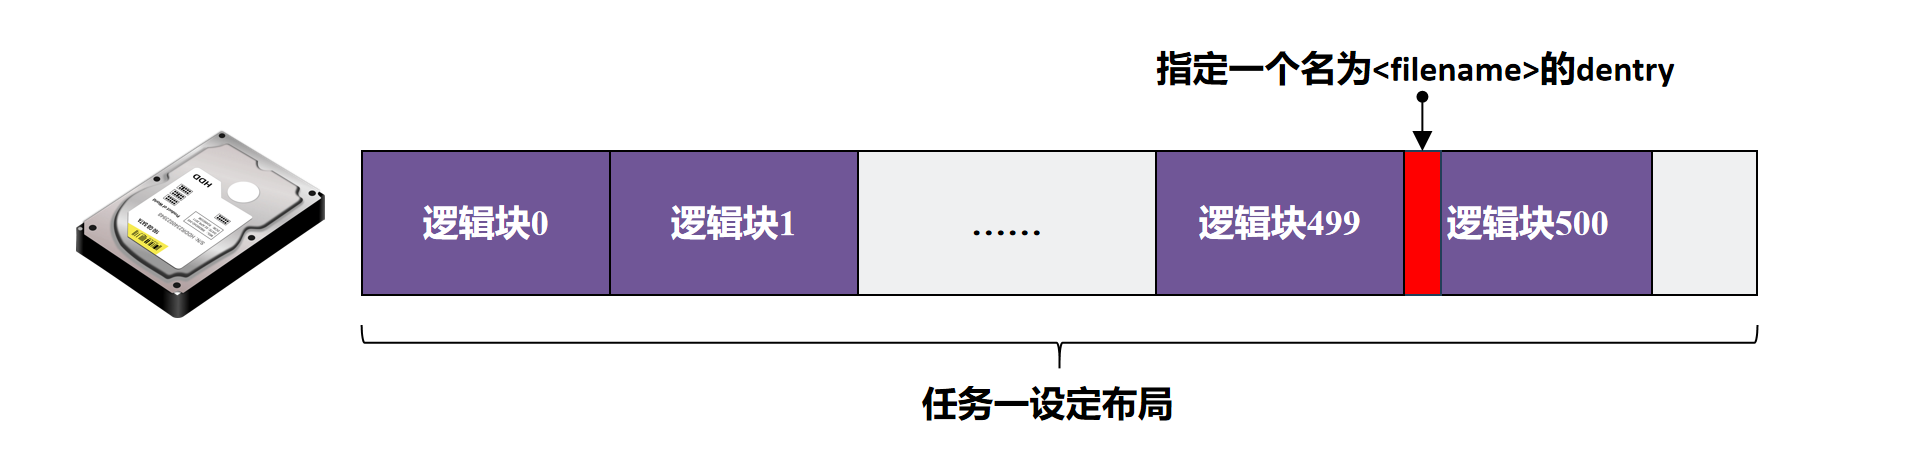 指定一个名为<filename>的dentry
逻辑块0
逻辑块1
……
逻辑块499
逻辑块500
HDD
任务一设定布局